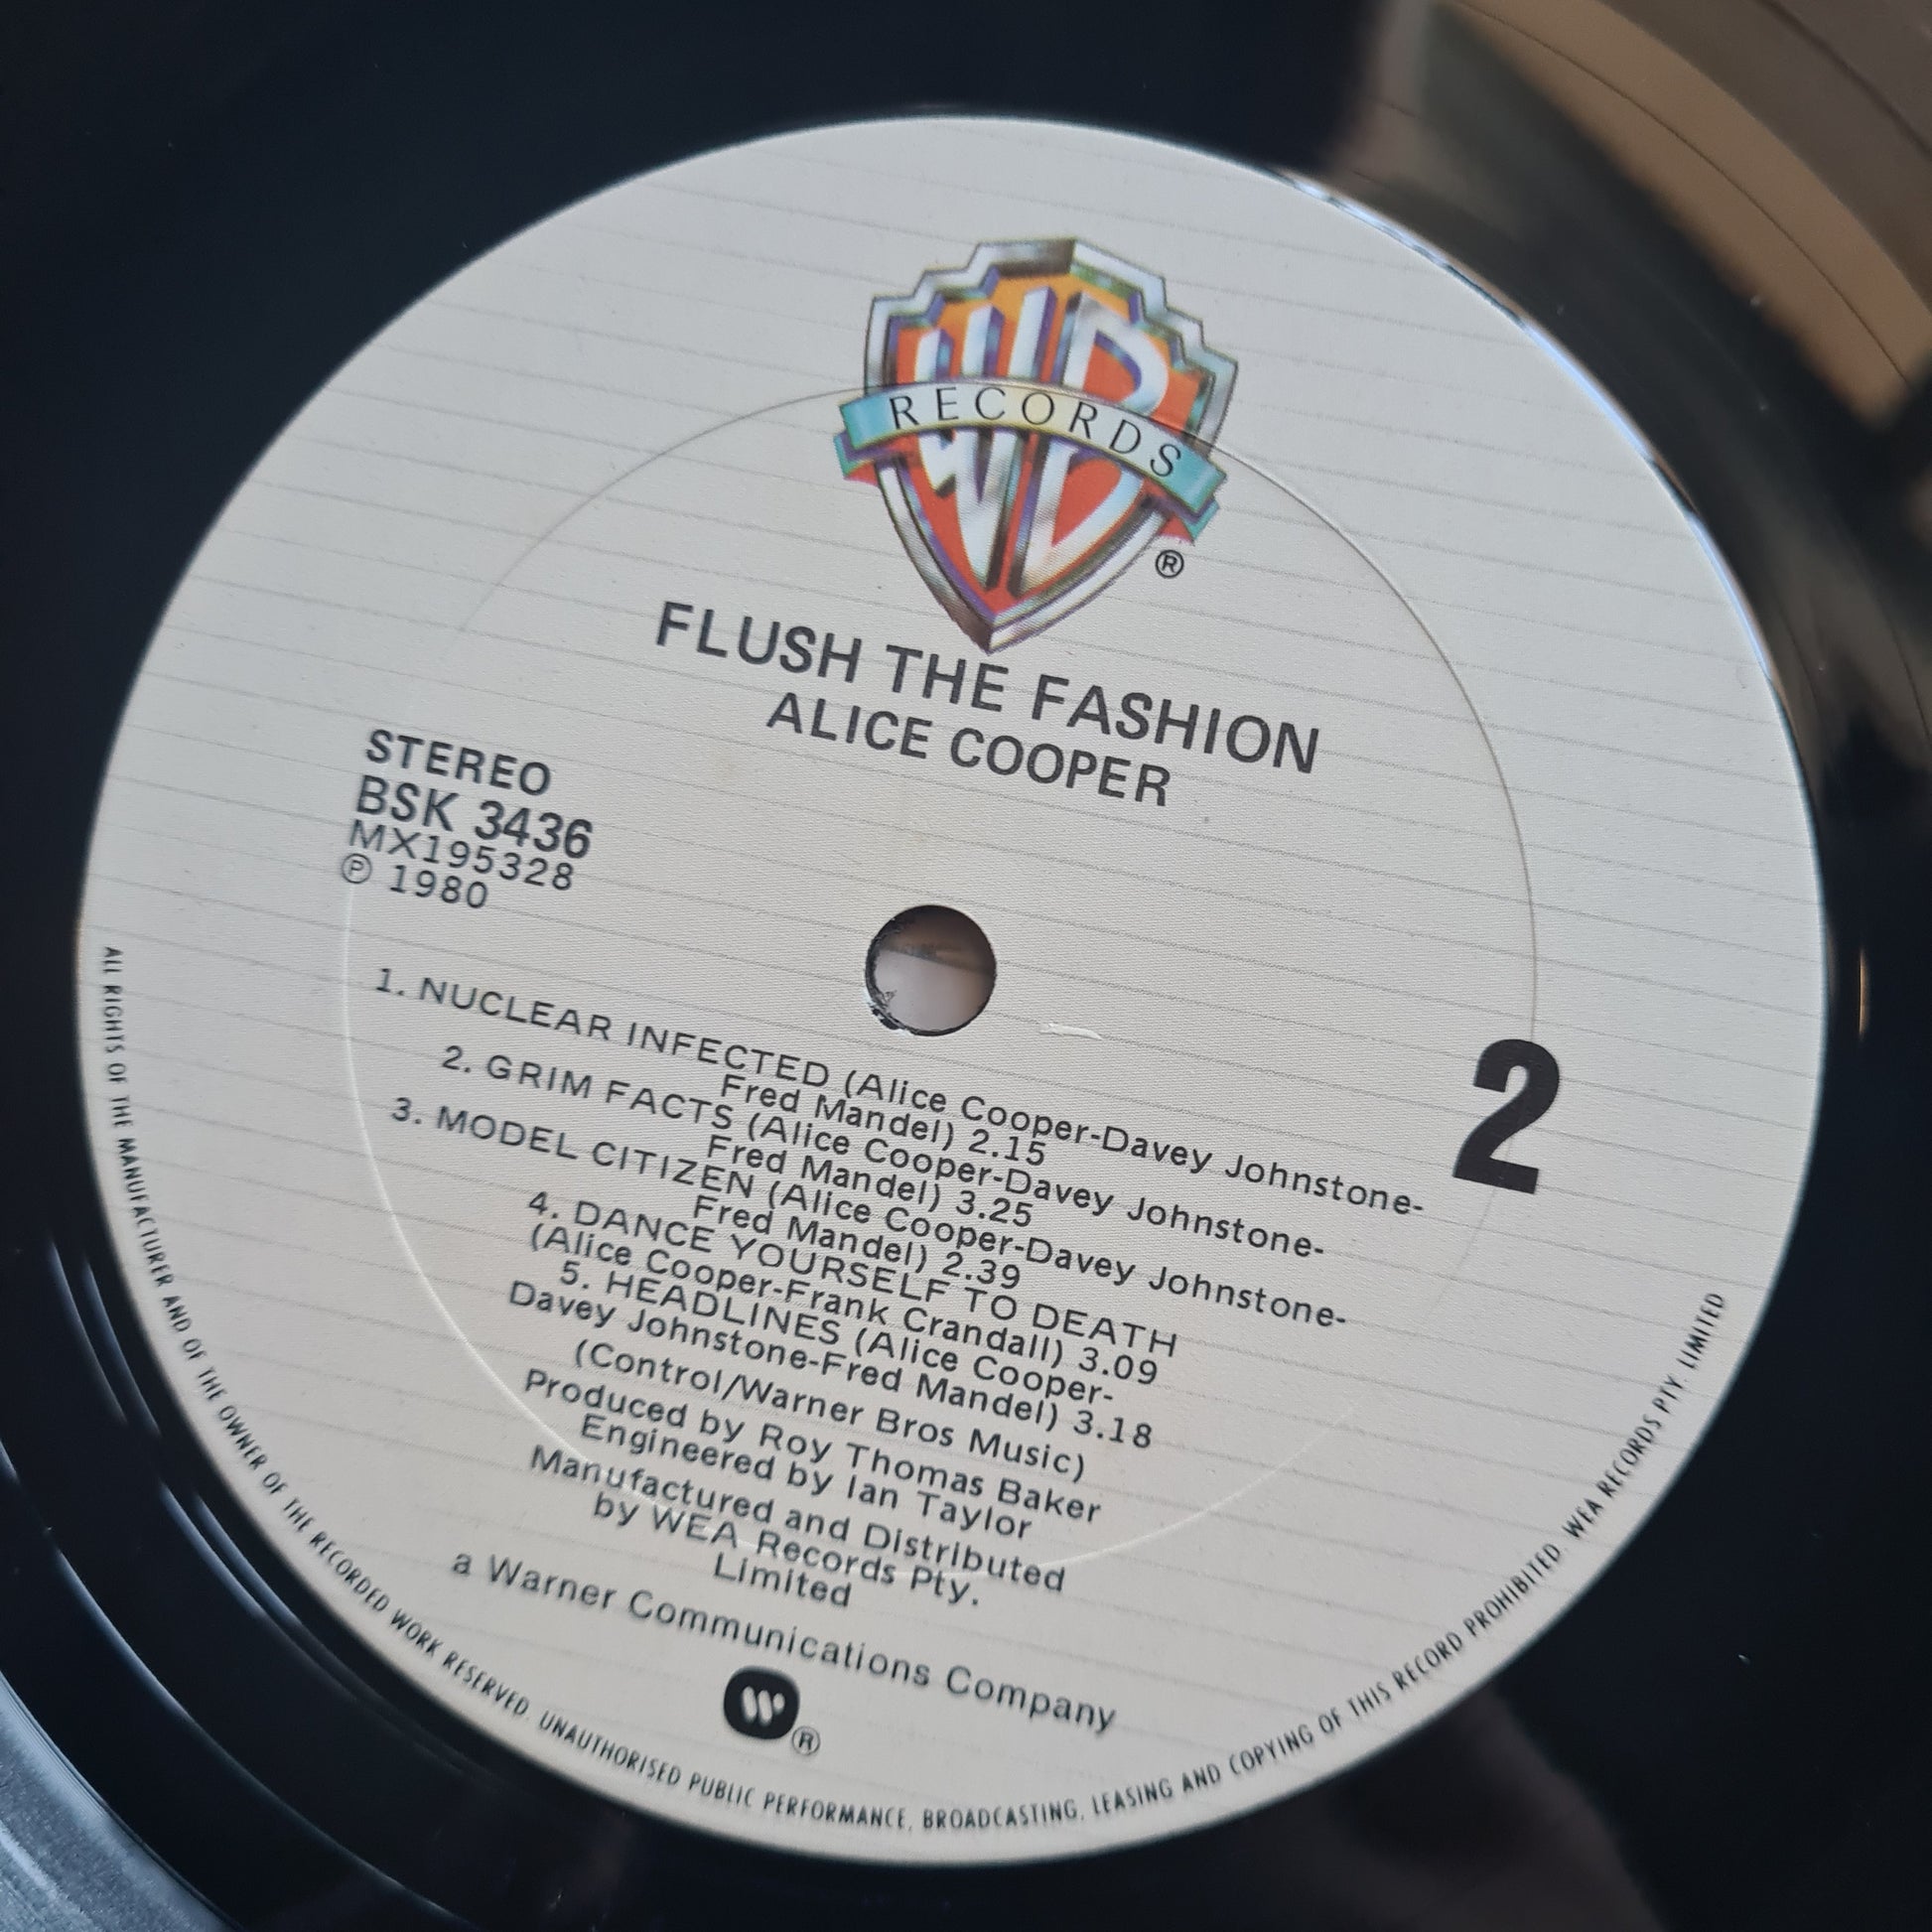 WB
RECORDS
®
FLUSH THE FASHION
ALICE COOPER
STEREO
BSK 3436
MX195328
℗ 1980
2
1. NUCLEAR INFECTED (Alice Cooper-Davey Johnstone-
Fred Mandel) 2.15
2. GRIM FACTS (Alice Cooper-Davey Johnstone-
Fred Mandel) 3.25
3. MODEL CITIZEN (Alice Cooper-Davey Johnstone-
Fred Mandel) 2.39
4. DANCE YOURSELF TO DEATH
(Alice Cooper-Frank Crandall) 3.09
5. HEADLINES (Alice Cooper-
Davey Johnstone-Fred Mandel) 3.18
(Control/Warner Bros Music)
Produced by Roy Thomas Baker
Engineered by Ian Taylor
Manufactured and Distributed
by WEA Records Pty.
Limited
a Warner Communications Company
W®
ALL RIGHTS OF THE MANUFACTURER AND OF THE OWNER OF THE RECORDED WORK RESERVED. UNAUTHORISED PUBLIC PERFORMANCE, BROADCASTING, LEASING AND COPYING OF THIS RECORD PROHIBITED. WEA RECORDS PTY. LIMITED